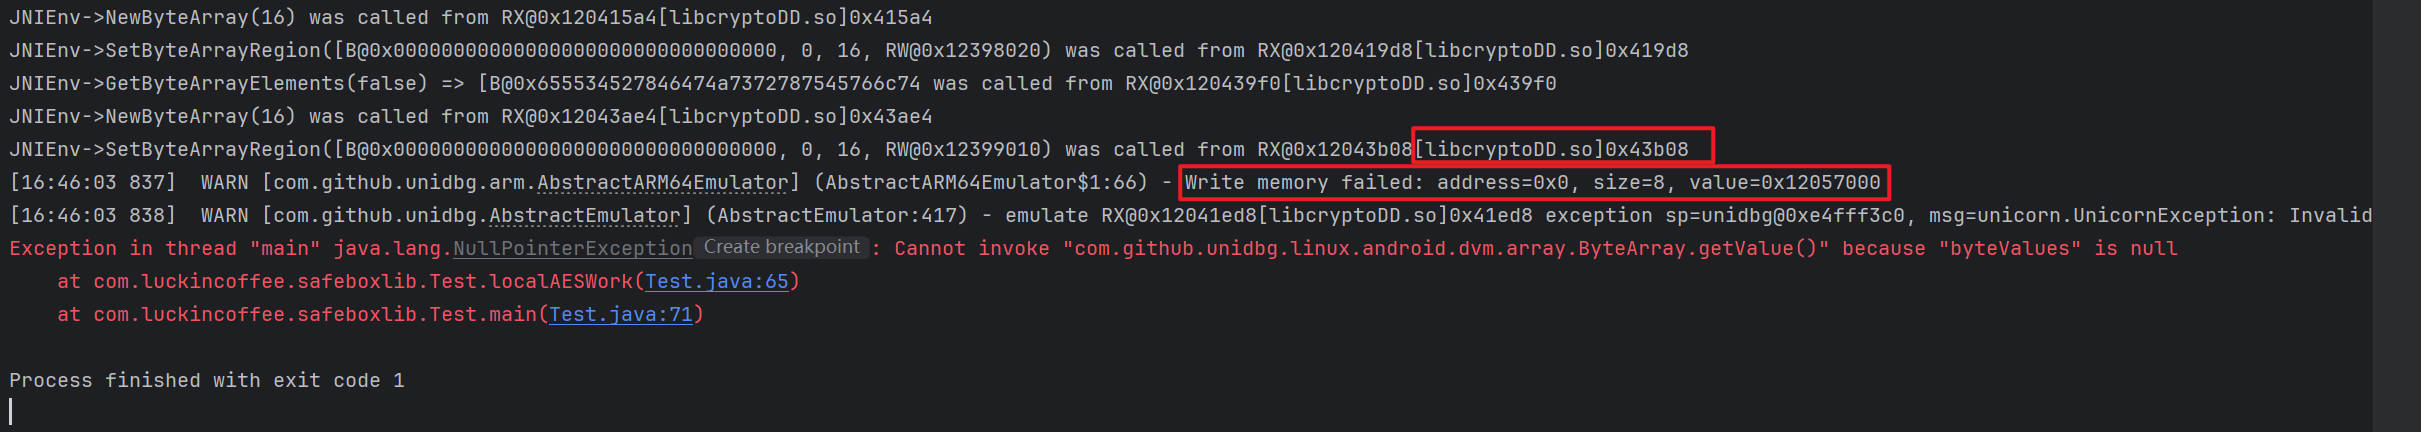 JNIEnv->NewByteArray(16) was called from RX@0x120415a4[libcryptoDD.so]0x415a4
JNIEnv->SetByteArrayRegion([B@0x00000000000000000000000000000000, 0, 16, RW@0x12398020) was called from RX@0x120419d8[libcryptoDD.so]0x419d8
JNIEnv->GetByteArrayElements(false) => [B@0x655534527846474a7372787545766c74 was called from RX@0x120439f0[libcryptoDD.so]0x439f0
JNIEnv->NewByteArray(16) was called from RX@0x12043ae4[libcryptoDD.so]0x43ae4
JNIEnv->SetByteArrayRegion([B@0x00000000000000000000000000000000, 0, 16, RW@0x12399010) was called from RX@0x12043b08[libcryptoDD.so]0x43b08
[16:46:03 837]  WARN [com.github.unidbg.arm.AbstractARM64Emulator] (AbstractARM64Emulator$1:66) - Write memory failed: address=0x0, size=8, value=0x12057000
[16:46:03 838]  WARN [com.github.unidbg.AbstractEmulator] (AbstractEmulator:417) - emulate RX@0x12041ed8[libcryptoDD.so]0x41ed8 exception sp=unidbg@0xe4fff3c0, msg=unicorn.UnicornException: Invalid
Exception in thread "main" java.lang.NullPointerException Create breakpoint : Cannot invoke "com.github.unidbg.linux.android.dvm.array.ByteArray.getValue()" because "byteValues" is null
at com.luckincoffee.safeboxlib.Test.localAESWork(Test.java:65)
at com.luckincoffee.safeboxlib.Test.main(Test.java:71)
Process finished with exit code 1